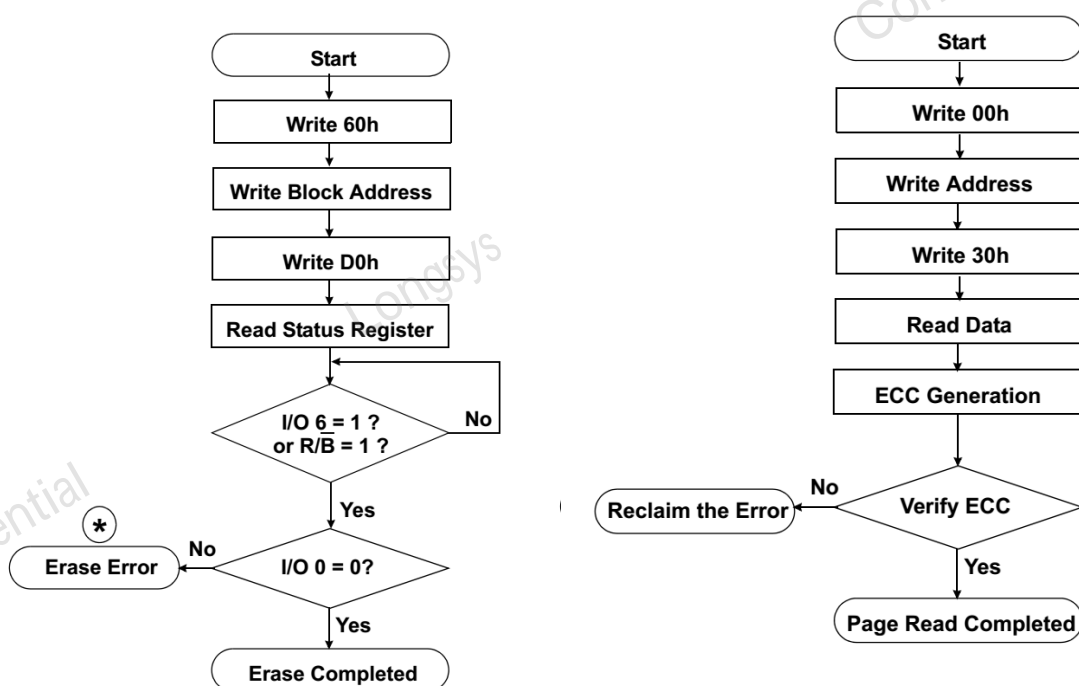 Start
Write 60h
Write Block Address
Write D0h
Read Status Register
I/O 6 = 1 ?
or R/B̅ = 1 ?
No
Yes
*
No
Erase Error
I/O 0 = 0?
Yes
Erase Completed
Longsys
Start
Write 00h
Write Address
Write 30h
Read Data
ECC Generation
No
Reclaim the Error
Verify ECC
Yes
Page Read Completed